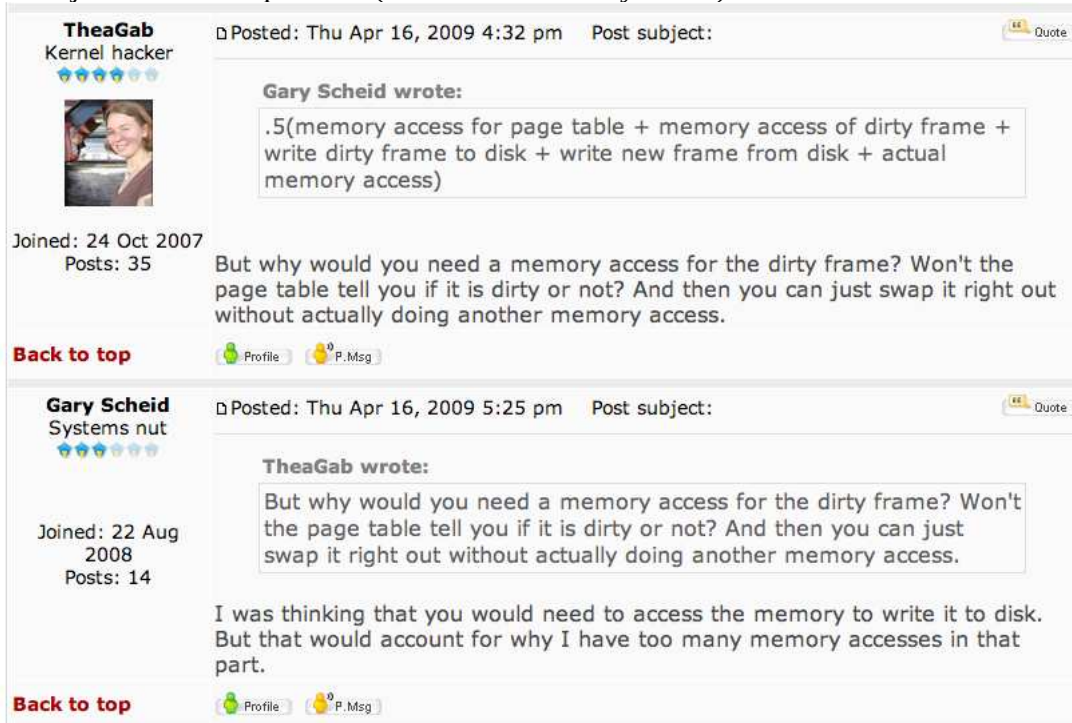 TheaGab
Kernel hacker
Posted: Thu Apr 16, 2009 4:32 pm Post subject:
Quote
Gary Scheid wrote:
.5(memory access for page table + memory access of dirty frame +
write dirty frame to disk + write new frame from disk + actual
memory access)
Joined: 24 Oct 2007
Posts: 35
But why would you need a memory access for the dirty frame? Won't the
page table tell you if it is dirty or not? And then you can just swap it right out
without actually doing another memory access.
Back to top
Profile
P.Msg
Gary Scheid
Systems nut
Posted: Thu Apr 16, 2009 5:25 pm Post subject:
Quote
TheaGab wrote:
But why would you need a memory access for the dirty frame? Won't
the page table tell you if it is dirty or not? And then you can just
swap it right out without actually doing another memory access.
Joined: 22 Aug
2008
Posts: 14
I was thinking that you would need to access the memory to write it to disk.
But that would account for why I have too many memory accesses in that
part.
Back to top
Profile
P.Msg